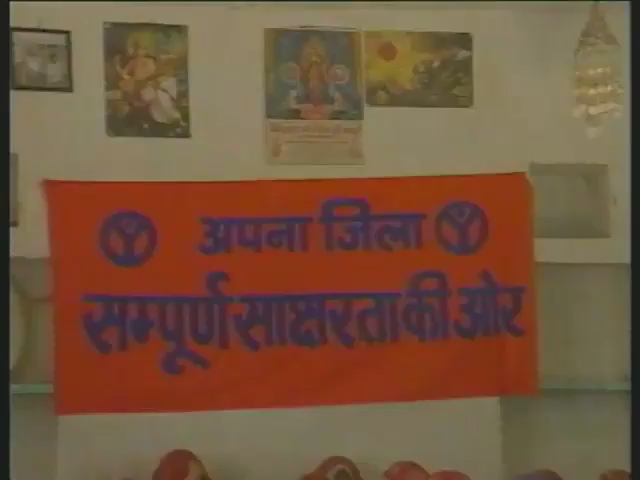 अपना जिला
सम्पूर्ण साक्षरता की ओर